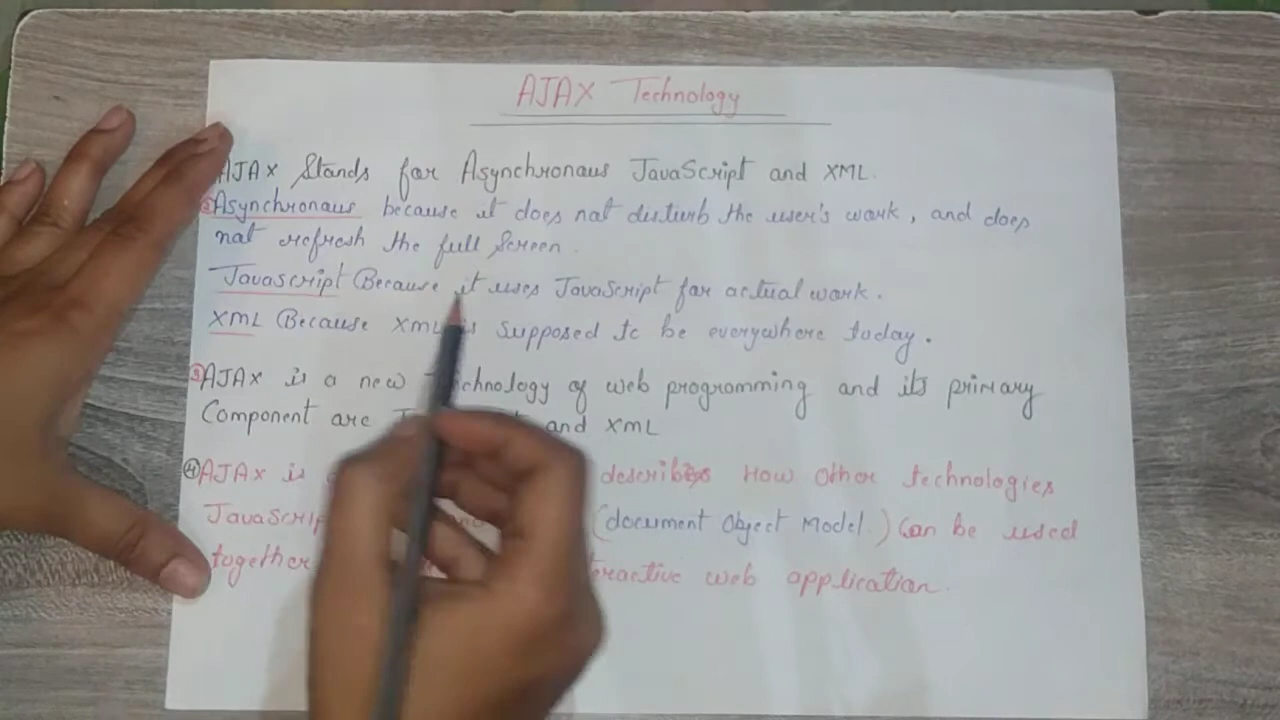 AJAX Technology
AJAX Stands for Asynchronous JavaScript and XML.
② Asynchronous because it does not disturb the user's work, and does
not refresh the full Screen.
Javascript Because it uses JavaScript for actual work.
XML Because XML is supposed to be everywhere today.
③ AJAX is a new Technology of web programming and its primary
Component are and XML
④ AJAX is describes How Other technologies
(document Object Model.) Can be used
together web application.